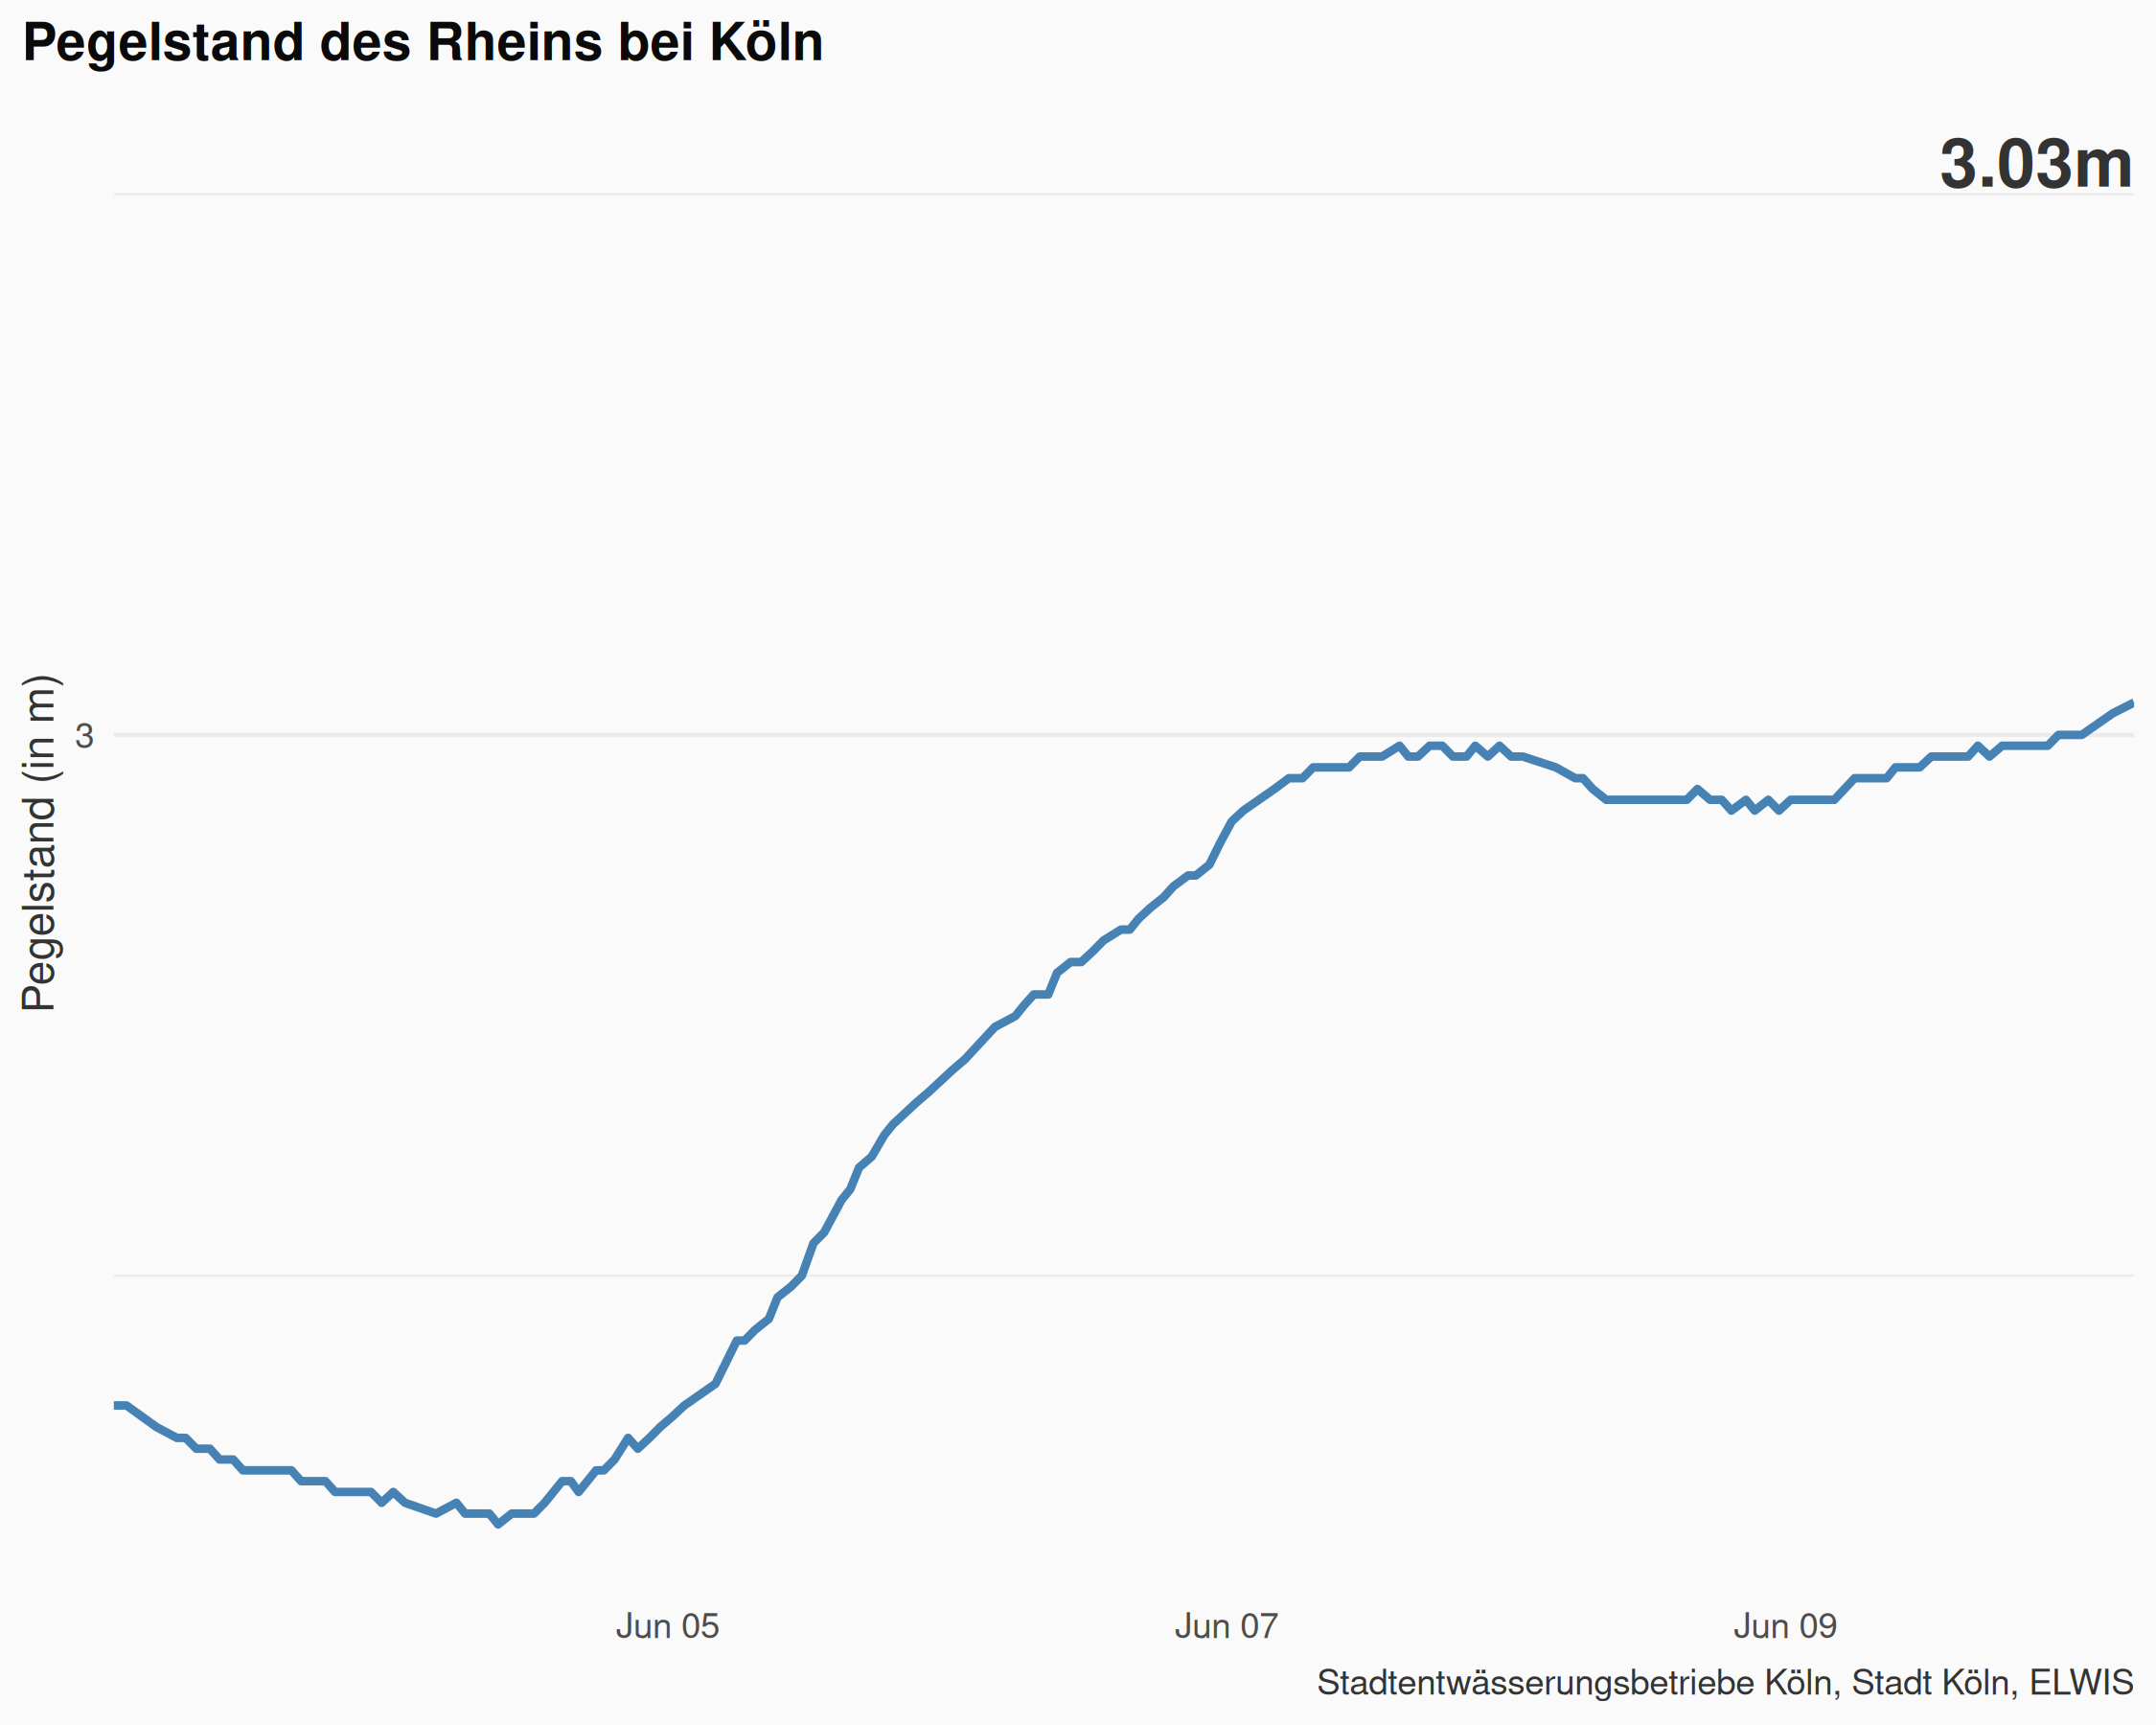 Pegelstand des Rheins bei Köln
3.03m
Pegelstand (in m)
3
Jun 05
Jun 07
Jun 09
Stadtentwässerungsbetriebe Köln, Stadt Köln, ELWIS